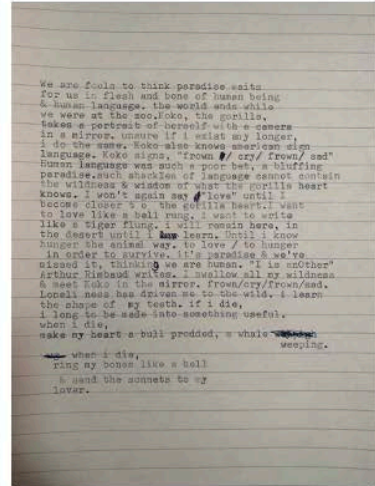 We are fools to think paradise waits
for us in flesh and bone of human being
& human language. the world ends while
we were at the zoo.Koko, the gorilla,
takes a portrait of herself with a camera
in a mirror. unsure if i exist any longer,
i do the same. Koko also knows american sign
language. Koko signs, "frown / cry/ frown/ sad"
human language was such a poor bet, a bluffing
paradise.such shackles of language cannot contain
the wildness & wisdom of what the gorilla heart
knows. I won't again say "love" until I
become closer t o the gorilla heart.I want
to love like a bell rung. i want to write
like a tiger flung. i will remain here, in
the desert until i learn. Until i know
hunger the animal way. to love / to hunger
in order to survive. it's paradise & we've
missed it, thinking we are human. "I is anOther"
Arthur Rimbaud writes. i swallow all my wildness
& meet Koko in the mirror. frown/cry/frown/sad.
Loneli ness has driven me to the wild. i learn
the shape of my teeth. if i die,
i long to be made into something useful.
when i die,
make my heart a bull prodded, a whale
weeping.
when i die,
ring my bones like a bell
& send the sonnets to my
lover.